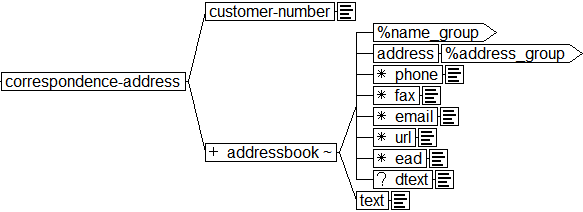 customer-number
%name_group
address %address_group
* phone
correspondence-address
* fax
* email
* url
+ addressbook ~
* ead
? dtext
text